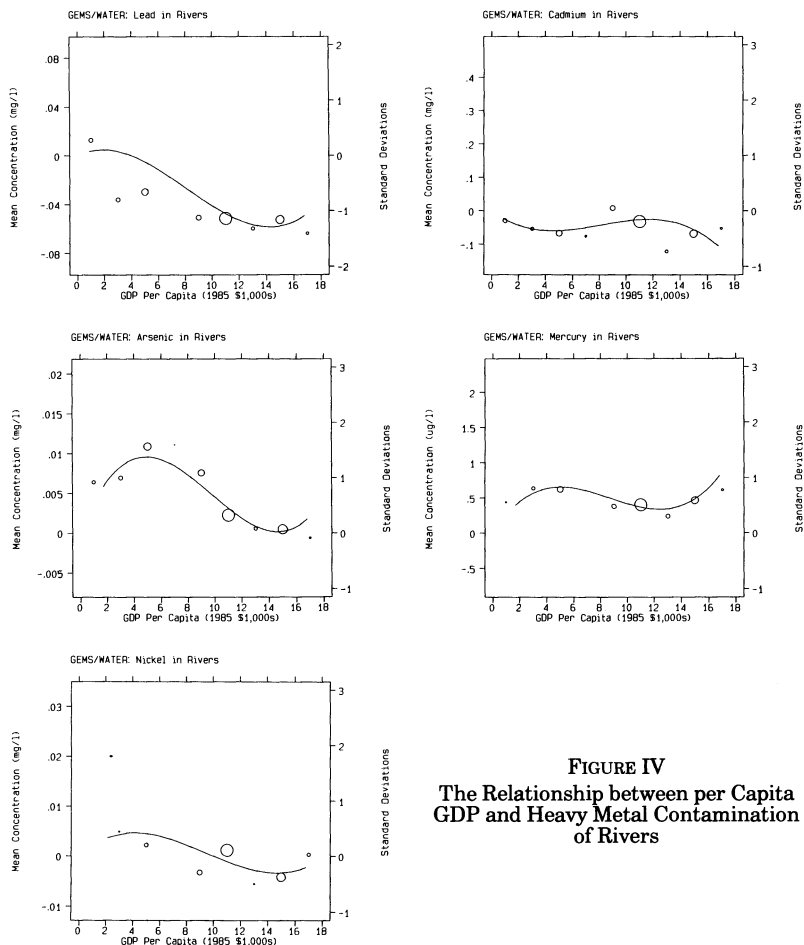 GEMS/WATER: Lead in Rivers
Mean Concentration (mg/l)
.08
.04
0
-.04
-.08
2
1
0
-1
-2
Standard Deviations
0 2 4 6 8 10 12 14 16 18
GDP Per Capita (1985 $1,000s)
GEMS/WATER: Cadmium in Rivers
Mean Concentration (mg/l)
.4
.3
.2
.1
0
-.1
3
2
1
0
-1
Standard Deviations
0 2 4 6 8 10 12 14 16 18
GDP Per Capita (1985 $1,000s)
GEMS/WATER: Arsenic in Rivers
Mean Concentration (mg/l)
.02
.015
.01
.005
0
-.005
3
2
1
0
-1
Standard Deviations
0 2 4 6 8 10 12 14 16 18
GDP Per Capita (1985 $1,000s)
GEMS/WATER: Mercury in Rivers
Mean Concentration (ug/l)
2
1.5
1
.5
0
-.5
3
2
1
0
-1
Standard Deviations
0 2 4 6 8 10 12 14 16 18
GDP Per Capita (1985 $1,000s)
GEMS/WATER: Nickel in Rivers
Mean Concentration (mg/l)
.03
.02
.01
0
-.01
3
2
1
0
-1
Standard Deviations
0 2 4 6 8 10 12 14 16 18
GDP Per Capita (1985 $1,000s)
FIGURE IV
The Relationship between per Capita
GDP and Heavy Metal Contamination
of Rivers